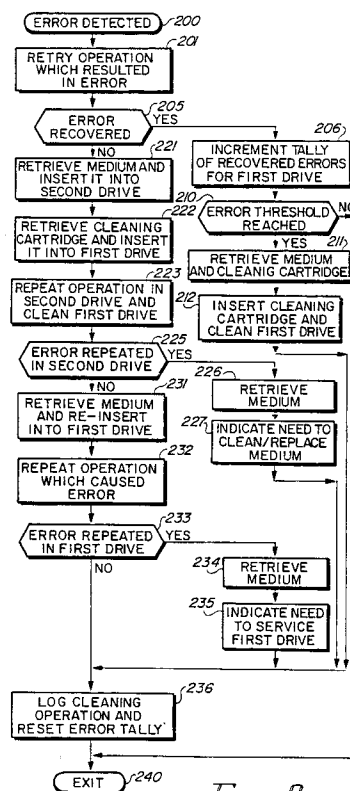 ERROR DETECTED
200
201
RETRY OPERATION
WHICH RESULTED
IN ERROR
205
ERROR
RECOVERED
YES
NO
206
INCREMENT TALLY
OF RECOVERED ERRORS
FOR FIRST DRIVE
210
ERROR THRESHOLD
REACHED
NO
YES
211
RETRIEVE MEDIUM
AND CLEANIG CARTRIDGE
212
INSERT CLEANING
CARTRIDGE AND
CLEAN FIRST DRIVE
221
RETRIEVE MEDIUM AND
INSERT IT INTO
SECOND DRIVE
222
RETRIEVE CLEANING
CARTRIDGE AND INSERT
IT INTO FIRST DRIVE
223
REPEAT OPERATION IN
SECOND DRIVE AND
CLEAN FIRST DRIVE
225
ERROR REPEATED
IN SECOND DRIVE
YES
NO
226
RETRIEVE
MEDIUM
227
INDICATE NEED TO
CLEAN/REPLACE
MEDIUM
231
RETRIEVE MEDIUM
AND RE-INSERT
INTO FIRST DRIVE
232
REPEAT OPERATION
WHICH CAUSED
ERROR
233
ERROR REPEATED
IN FIRST DRIVE
YES
NO
234
RETRIEVE
MEDIUM
235
INDICATE NEED
TO SERVICE
FIRST DRIVE
236
LOG CLEANING
OPERATION AND
RESET ERROR TALLY
EXIT
240